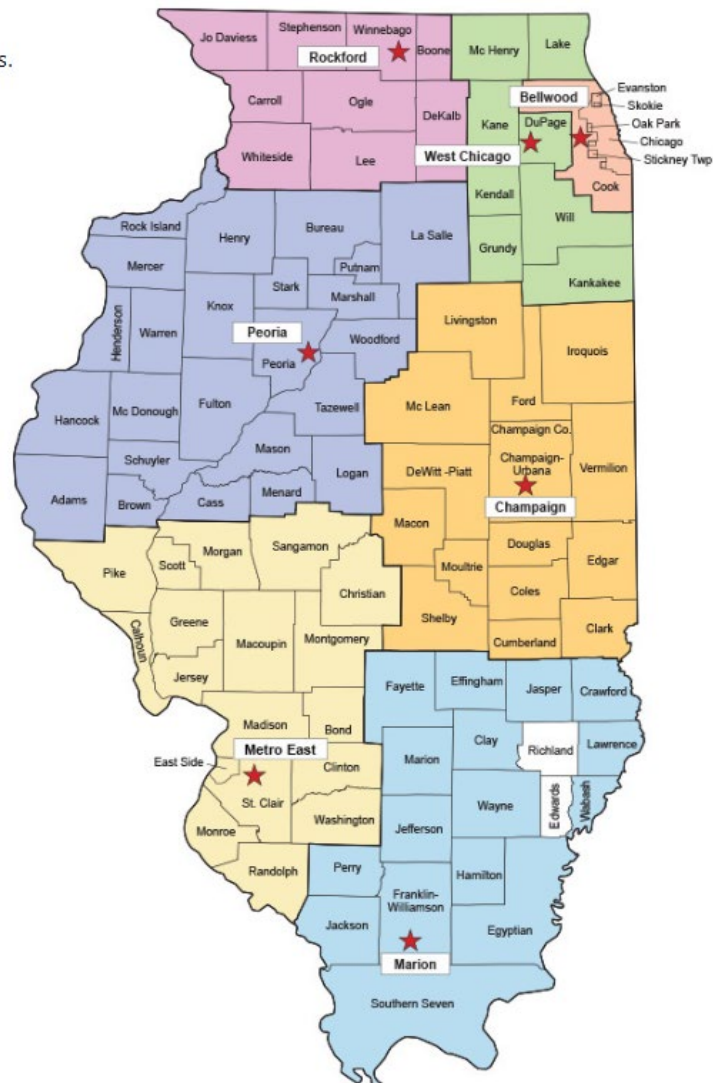 s.
Jo Daviess
Stephenson
Winnebago
Boone
Mc Henry
Lake
Rockford
Carroll
Ogle
DeKalb
Whiteside
Lee
Kane
DuPage
Bellwood
West Chicago
Evanston
Skokie
Oak Park
Chicago
Stickney Twp
Cook
Kendall
Will
Grundy
Kankakee
Rock Island
Henry
Bureau
La Salle
Putnam
Mercer
Stark
Marshall
Knox
Henderson
Warren
Peoria
Peoria
Woodford
Livingston
Iroquois
Hancock
Mc Donough
Fulton
Tazewell
Mc Lean
Ford
Champaign Co.
Schuyler
Mason
Logan
DeWitt -Piatt
Champaign-
Urbana
Vermilion
Adams
Brown
Cass
Menard
Champaign
Macon
Pike
Scott
Morgan
Sangamon
Christian
Moultrie
Douglas
Edgar
Coles
Shelby
Cumberland
Clark
Calhoun
Greene
Macoupin
Montgomery
Jersey
Fayette
Effingham
Jasper
Crawford
Madison
Bond
Metro East
East Side
Clinton
Marion
Clay
Richland
Lawrence
St. Clair
Washington
Wayne
Edwards
Wabash
Monroe
Jefferson
Randolph
Perry
Hamilton
Franklin-
Williamson
Jackson
Egyptian
Marion
Southern Seven